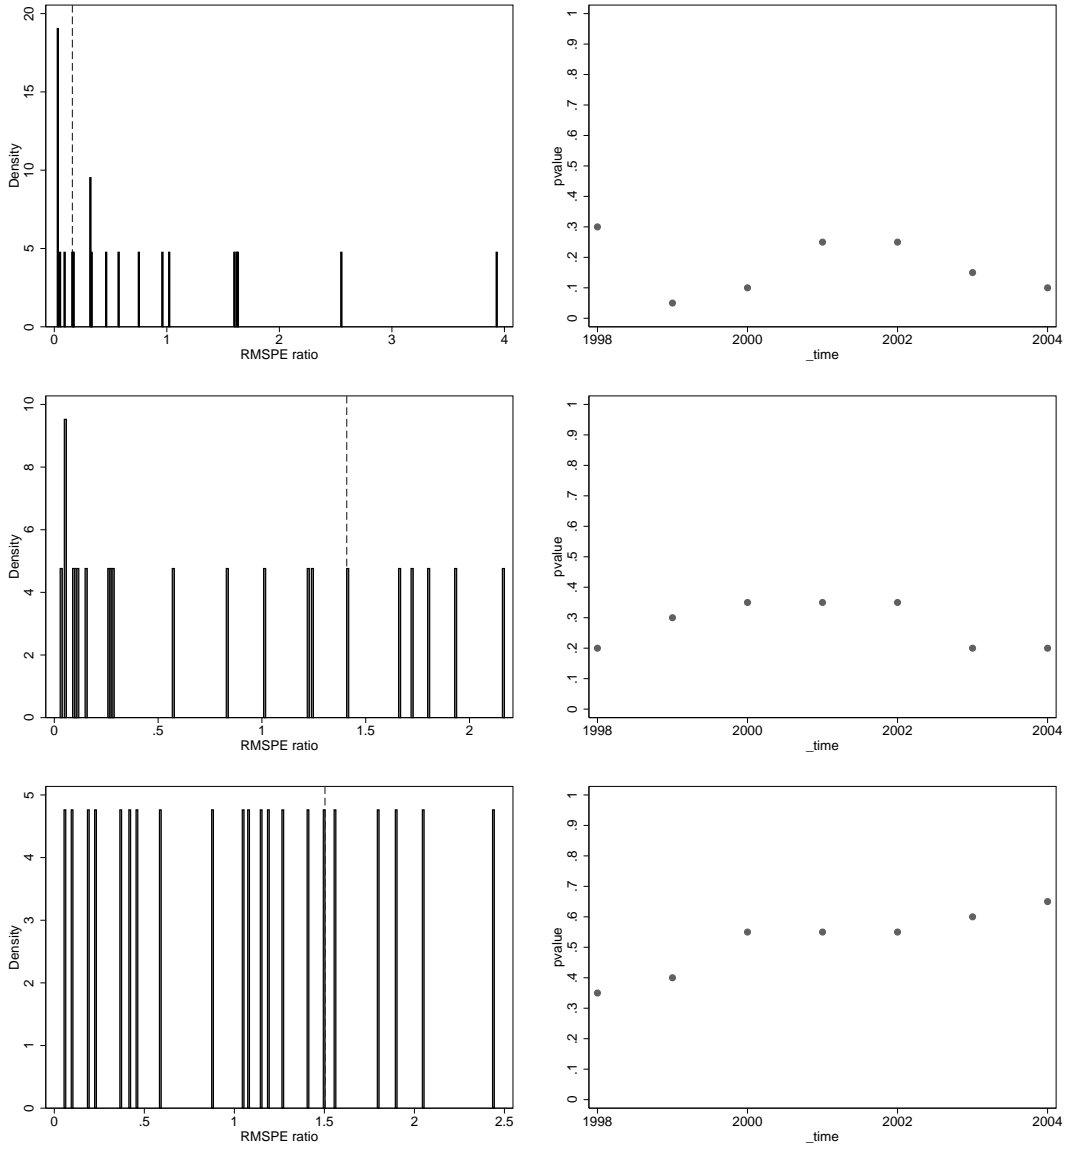 Density
20
15
10
5
0
0 1 2 3 4
RMSPE ratio
pvalue
1
.9
.8
.7
.6
.5
.4
.3
.2
.1
0
1998 2000 2002 2004
_time
Density
10
8
6
4
2
0
0 .5 1 1.5 2
RMSPE ratio
pvalue
1
.9
.8
.7
.6
.5
.4
.3
.2
.1
0
1998 2000 2002 2004
_time
Density
5
4
3
2
1
0
0 .5 1 1.5 2 2.5
RMSPE ratio
pvalue
1
.9
.8
.7
.6
.5
.4
.3
.2
.1
0
1998 2000 2002 2004
_time